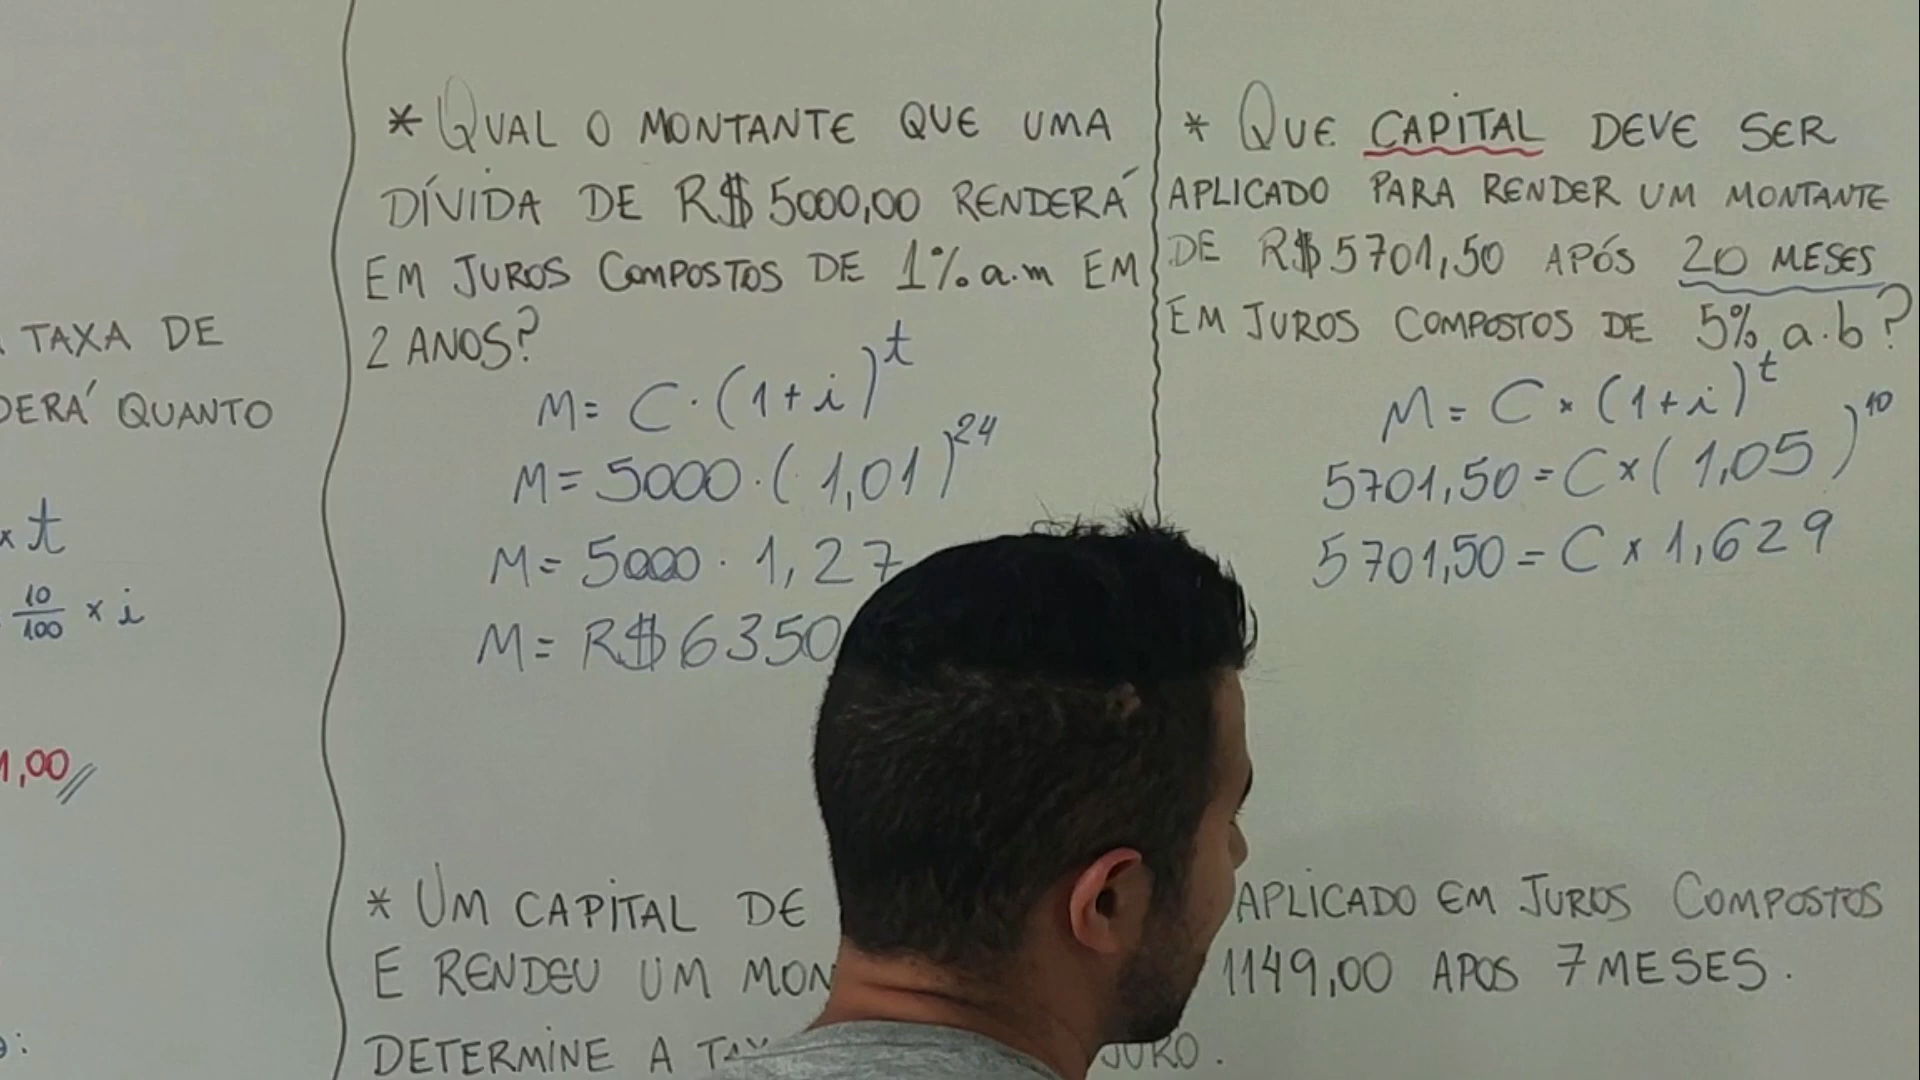 TAXA DE
QUANTO
x t
10/100 x i
1,00
* QUAL O MONTANTE QUE UMA
DÍVIDA DE R$ 5000,00 RENDERÁ
EM JUROS COMPOSTOS DE 1% a.m EM
2 ANOS?
M = C · (1 + i)^t
M = 5000 · (1,01)^24
M = 5000 · 1,27
M = R$ 6350
* QUE CAPITAL DEVE SER
APLICADO PARA RENDER UM MONTANTE
DE R$ 5701,50 APÓS 20 MESES
EM JUROS COMPOSTOS DE 5% a.b?
M = C × (1 + i)^t
5701,50 = C × (1,05)^10
5701,50 = C × 1,629
* UM CAPITAL DE APLICADO EM JUROS COMPOSTOS
E RENDEU UM MON 1149,00 APOS 7 MESES.
DETERMINE A JURO.